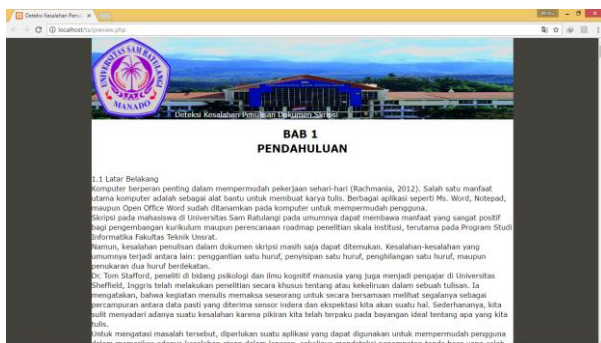 Deteksi Kesalahan Penul
localhost/ta/preview.php
UNIVERSITAS SAM RATULANGI
MANADO
Deteksi Kesalahan Penulisan Dokumen Skripsi
BAB 1
PENDAHULUAN
1.1 Latar Belakang
Komputer berperan penting dalam mempermudah pekerjaan sehari-hari (Rachmania, 2012). Salah satu manfaat
utama komputer adalah sebagai alat bantu untuk membuat karya tulis. Berbagai aplikasi seperti Ms. Word, Notepad,
maupun Open Office Word sudah ditanamkan pada komputer untuk mempermudah pengguna.
Skripsi pada mahasiswa di Universitas Sam Ratulangi pada umumnya dapat membawa manfaat yang sangat positif
bagi pengembangan kurikulum maupun perencanaan roadmap penelitian skala institusi, terutama pada Program Studi
Informatika Fakultas Teknik Unsrat.
Namun, kesalahan penulisan dalam dokumen skripsi masih saja dapat ditemukan. Kesalahan-kesalahan yang
umumnya terjadi antara lain: penggantian satu huruf, penyisipan satu huruf, penghilangan satu huruf, maupun
penukaran dua huruf berdekatan.
Dr. Tom Stafford, peneliti di bidang psikologi dan ilmu kognitif manusia yang juga menjadi pengajar di Universitas
Sheffield, Inggris telah melakukan penelitian secara khusus tentang atau kekeliruan dalam sebuah tulisan. Ia
mengatakan, bahwa kegiatan menulis memaksa seseorang untuk secara bersamaan melihat segalanya sebagai
percampuran antara data pasti yang diterima sensor indera dan ekspektasi kita akan suatu hal. Sederhananya, kita
sulit menyadari adanya suatu kesalahan karena pikiran kita telah terpaku pada bayangan ideal tentang apa yang kita
tulis.
Untuk mengatasi masalah tersebut, diperlukan suatu aplikasi yang dapat digunakan untuk mempermudah pengguna